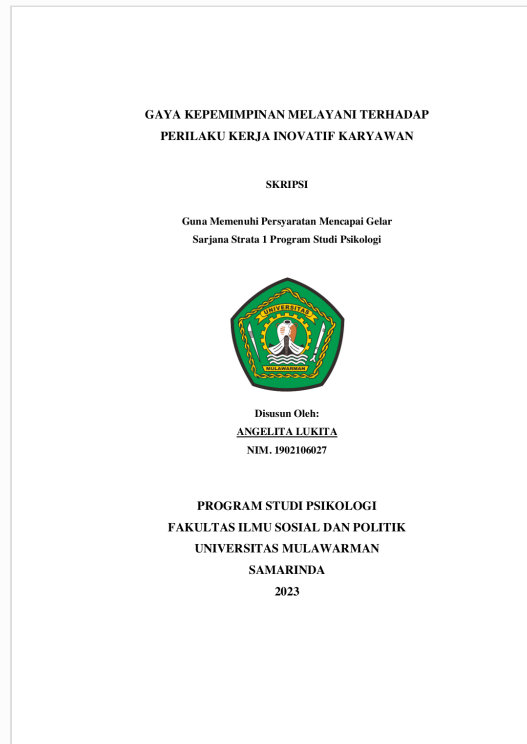 GAYA KEPEMIMPINAN MELAYANI TERHADAP
PERILAKU KERJA INOVATIF KARYAWAN
SKRIPSI
Guna Memenuhi Persyaratan Mencapai Gelar
Sarjana Strata 1 Program Studi Psikologi
UNIVERSITAS
MULAWARMAN
Disusun Oleh:
ANGELITA LUKITA
NIM. 1902106027
PROGRAM STUDI PSIKOLOGI
FAKULTAS ILMU SOSIAL DAN POLITIK
UNIVERSITAS MULAWARMAN
SAMARINDA
2023